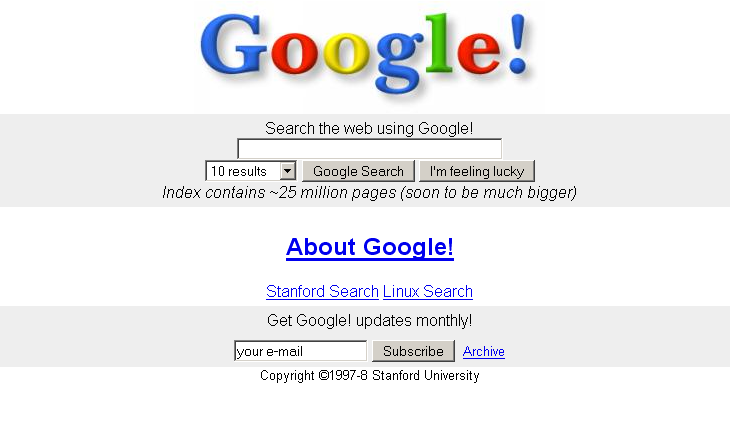 Google!
Search the web using Google!
10 results Google Search I'm feeling lucky
Index contains ~25 million pages (soon to be much bigger)
About Google!
Stanford Search Linux Search
Get Google! updates monthly!
your e-mail Subscribe Archive
Copyright ©1997-8 Stanford University